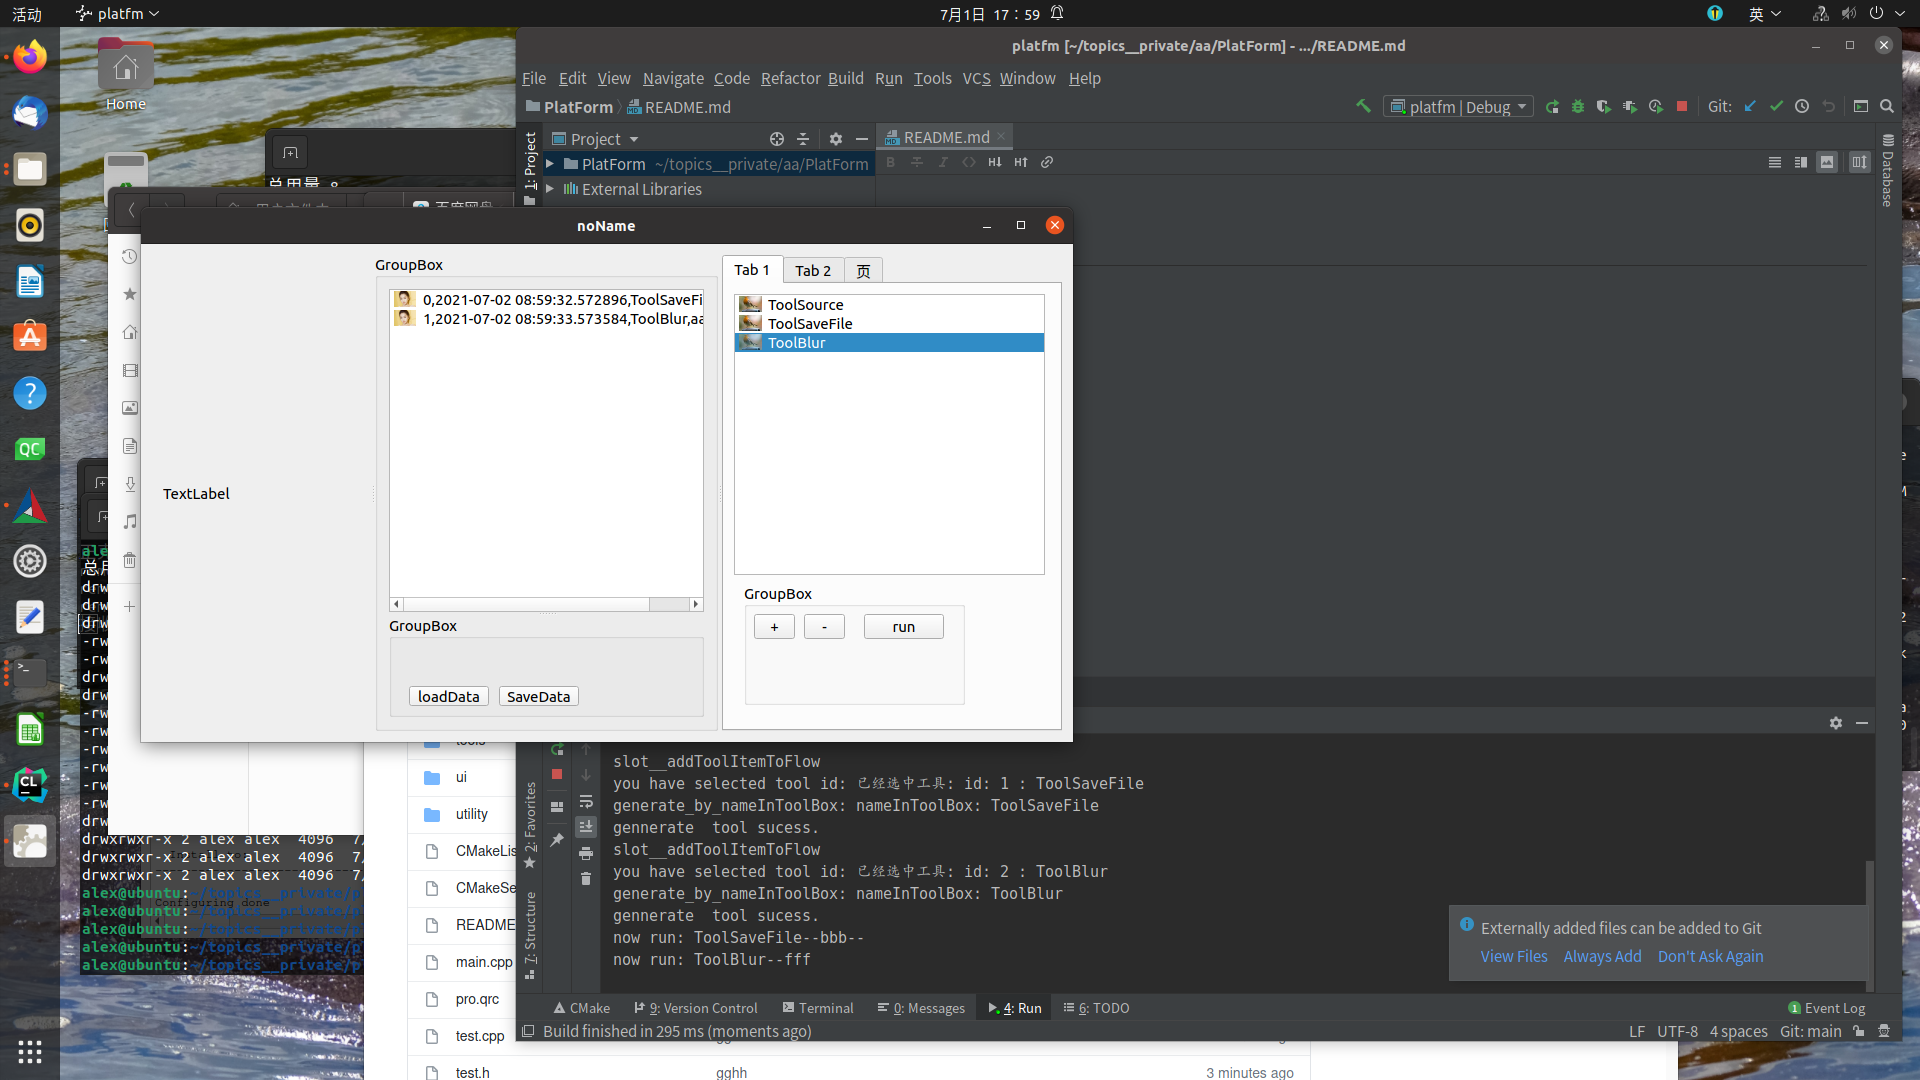 活动
platfm
7月1日 17：59
英
Home
platfm [~/topics__private/aa/PlatForm] - .../README.md
File Edit View Navigate Code Refactor Build Run Tools VCS Window Help
PlatForm README.md
platfm | Debug
Git:
1: Project
Project
README.md
PlatForm ~/topics__private/aa/PlatForm
External Libraries
Database
noName
GroupBox
0,2021-07-02 08:59:32.572896,ToolSaveFi
1,2021-07-02 08:59:33.573584,ToolBlur,aa
TextLabel
GroupBox
loadData
SaveData
Tab 1
Tab 2
页
ToolSource
ToolSaveFile
ToolBlur
GroupBox
+
-
run
slot__addToolItemToFlow
you have selected tool id: 已经选中工具: id: 1 : ToolSaveFile
generate_by_nameInToolBox: nameInToolBox: ToolSaveFile
gennerate  tool sucess.
slot__addToolItemToFlow
you have selected tool id: 已经选中工具: id: 2 : ToolBlur
generate_by_nameInToolBox: nameInToolBox: ToolBlur
gennerate  tool sucess.
now run: ToolSaveFile--bbb--
now run: ToolBlur--fff
2: Favorites
7: Structure
Externally added files can be added to Git
View Files
Always Add
Don't Ask Again
CMake
9: Version Control
Terminal
0: Messages
4: Run
6: TODO
1 Event Log
Build finished in 295 ms (moments ago)
LF
UTF-8
4 spaces
Git: main
ui
utility
CMakeLis
CMakeSe
README
main.cpp
pro.qrc
test.cpp
test.h
gghh
3 minutes ago
drwxrwxr-x 2 alex alex  4096  7/
drwxrwxr-x 2 alex alex  4096  7/
drwxrwxr-x 2 alex alex  4096  7/
alex@ubuntu:~/topics__private/p
alex@ubuntu:~/topics__private/p
Configuring done
alex@ubuntu:~/topics__private/p
alex@ubuntu:~/topics__private/p
alex@ubuntu:~/topics__private/p